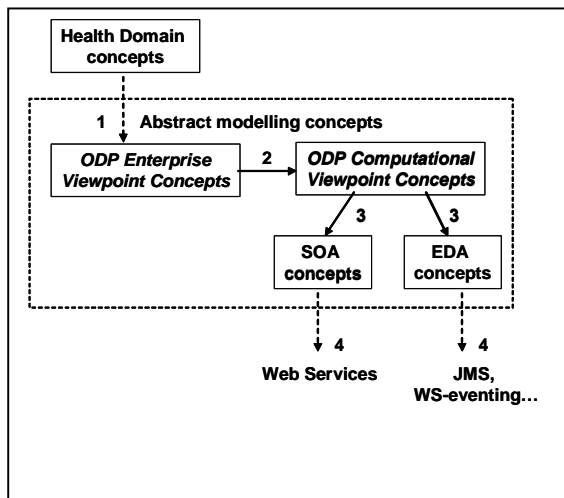 Health Domain
concepts
1 Abstract modelling concepts
ODP Enterprise
Viewpoint Concepts
2
ODP Computational
Viewpoint Concepts
3 3
SOA
concepts
EDA
concepts
4 4
Web Services
JMS,
WS-eventing...